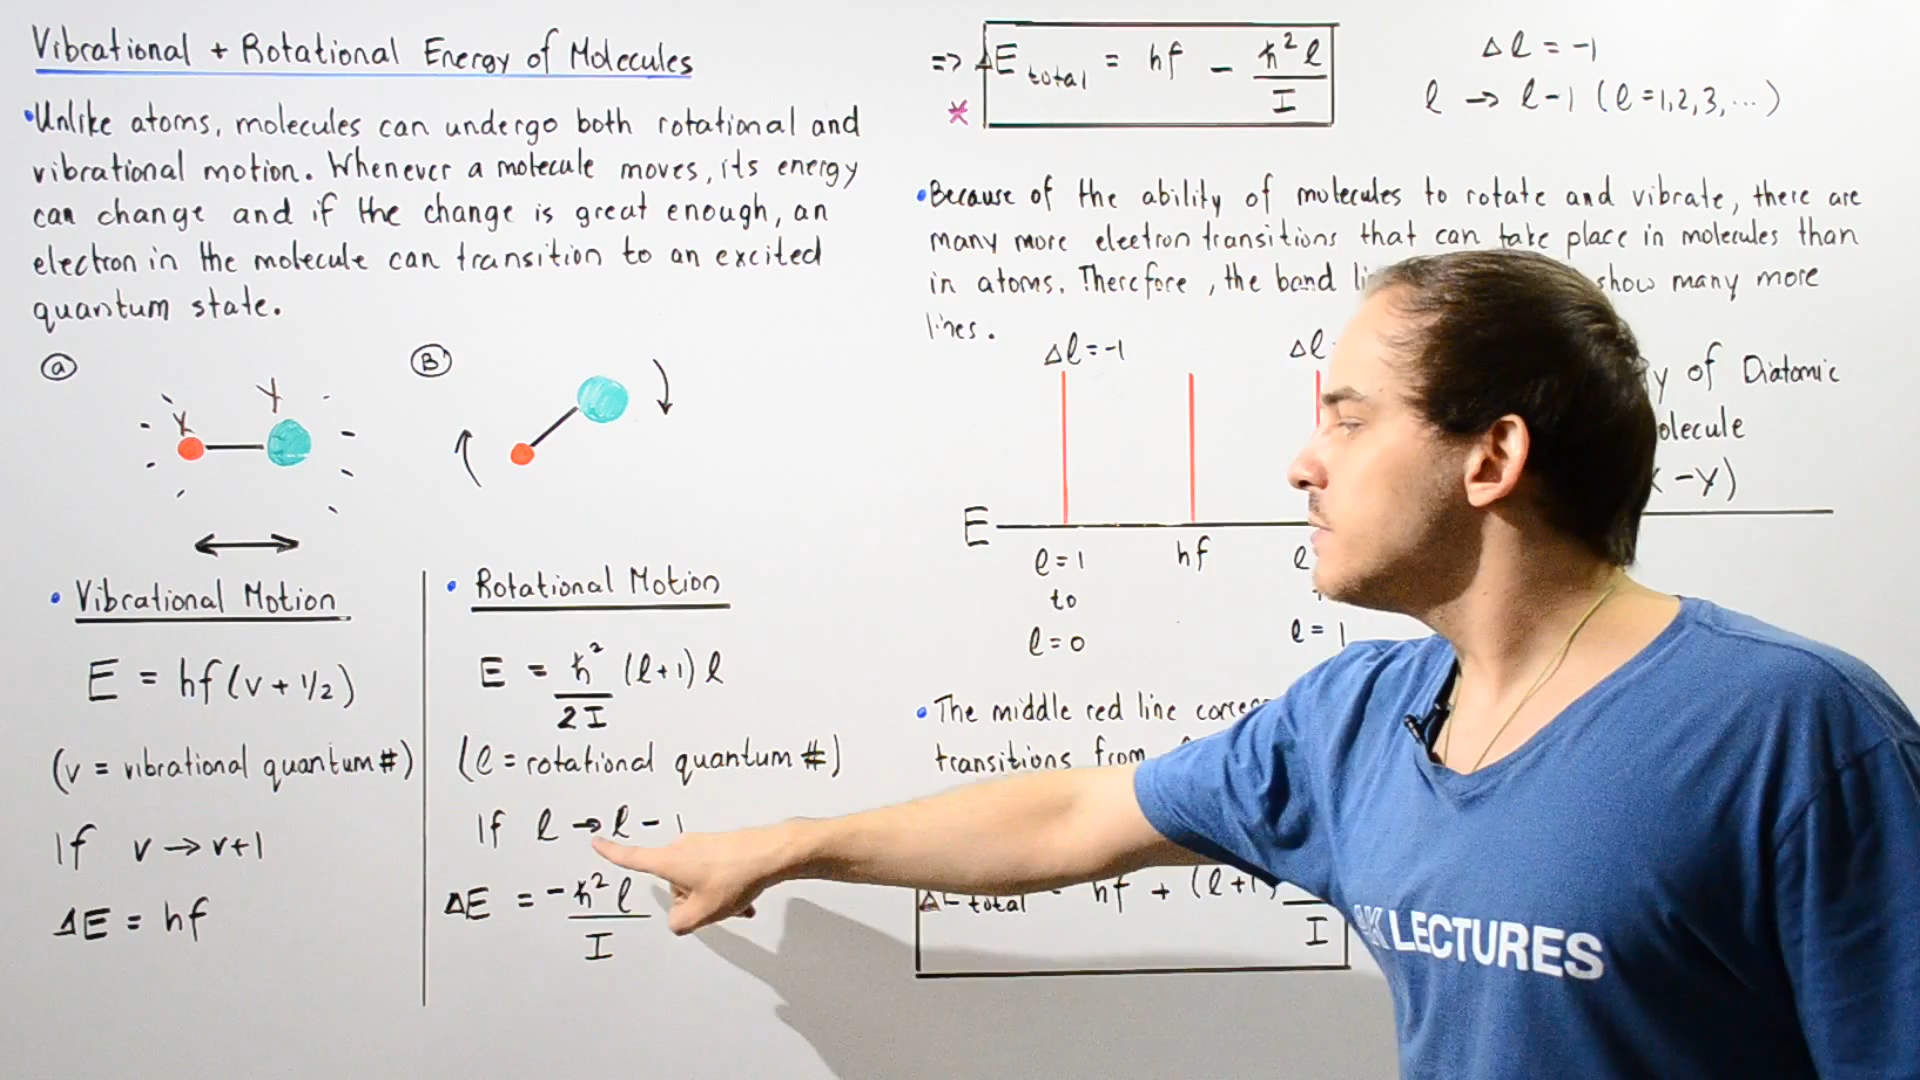 Vibrational + Rotational Energy of Molecules
•Unlike atoms, molecules can undergo both rotational and
vibrational motion. Whenever a molecule moves, its energy
can change and if the change is great enough, an
electron in the molecule can transition to an excited
quantum state.
a
X Y
B
• Vibrational Motion
E = hf(v + 1/2)
(v = vibrational quantum #)
If v → v+1
ΔE = hf
• Rotational Motion
E = ℏ² (ℓ+1) ℓ
2I
(ℓ = rotational quantum #)
If ℓ → ℓ - 1
ΔE = -ℏ²ℓ
I
=> ΔE total = hf - ℏ²ℓ
I
*
Δℓ = -1
ℓ → ℓ-1 (ℓ = 1,2,3, ...)
•Because of the ability of molecules to rotate and vibrate, there are
many more electron transitions that can take place in molecules than
in atoms. Therefore, the band show many more
lines.
Δℓ = -1
Δℓ
of Diatomic
(X-Y)
E
ℓ = 1
to
ℓ = 0
hf
ℓ
ℓ = 1
• The middle red line
transitions from
ΔE total = hf + (ℓ+1)
I
AK LECTURES